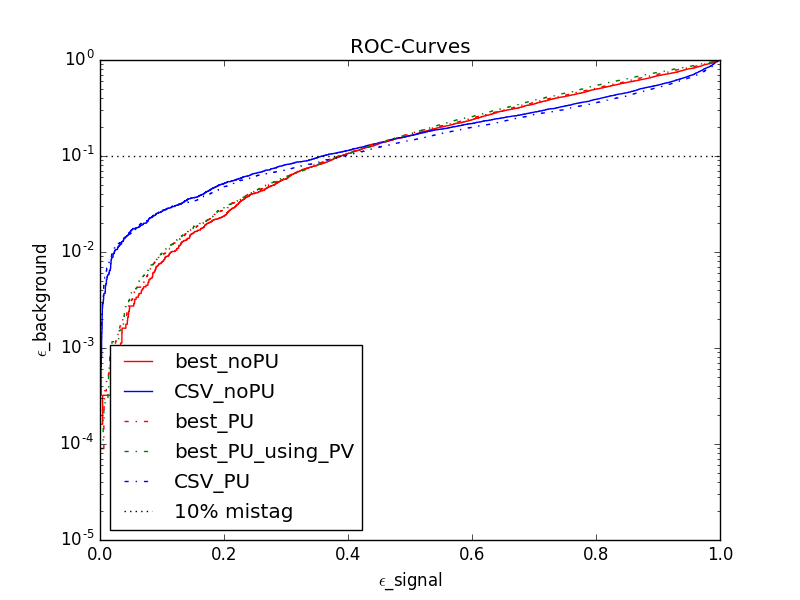 ROC-Curves
10^0
10^-1
10^-2
10^-3
10^-4
10^-5
ϵ_background
best_noPU
CSV_noPU
best_PU
best_PU_using_PV
CSV_PU
10% mistag
0.0 0.2 0.4 0.6 0.8 1.0
ϵ_signal